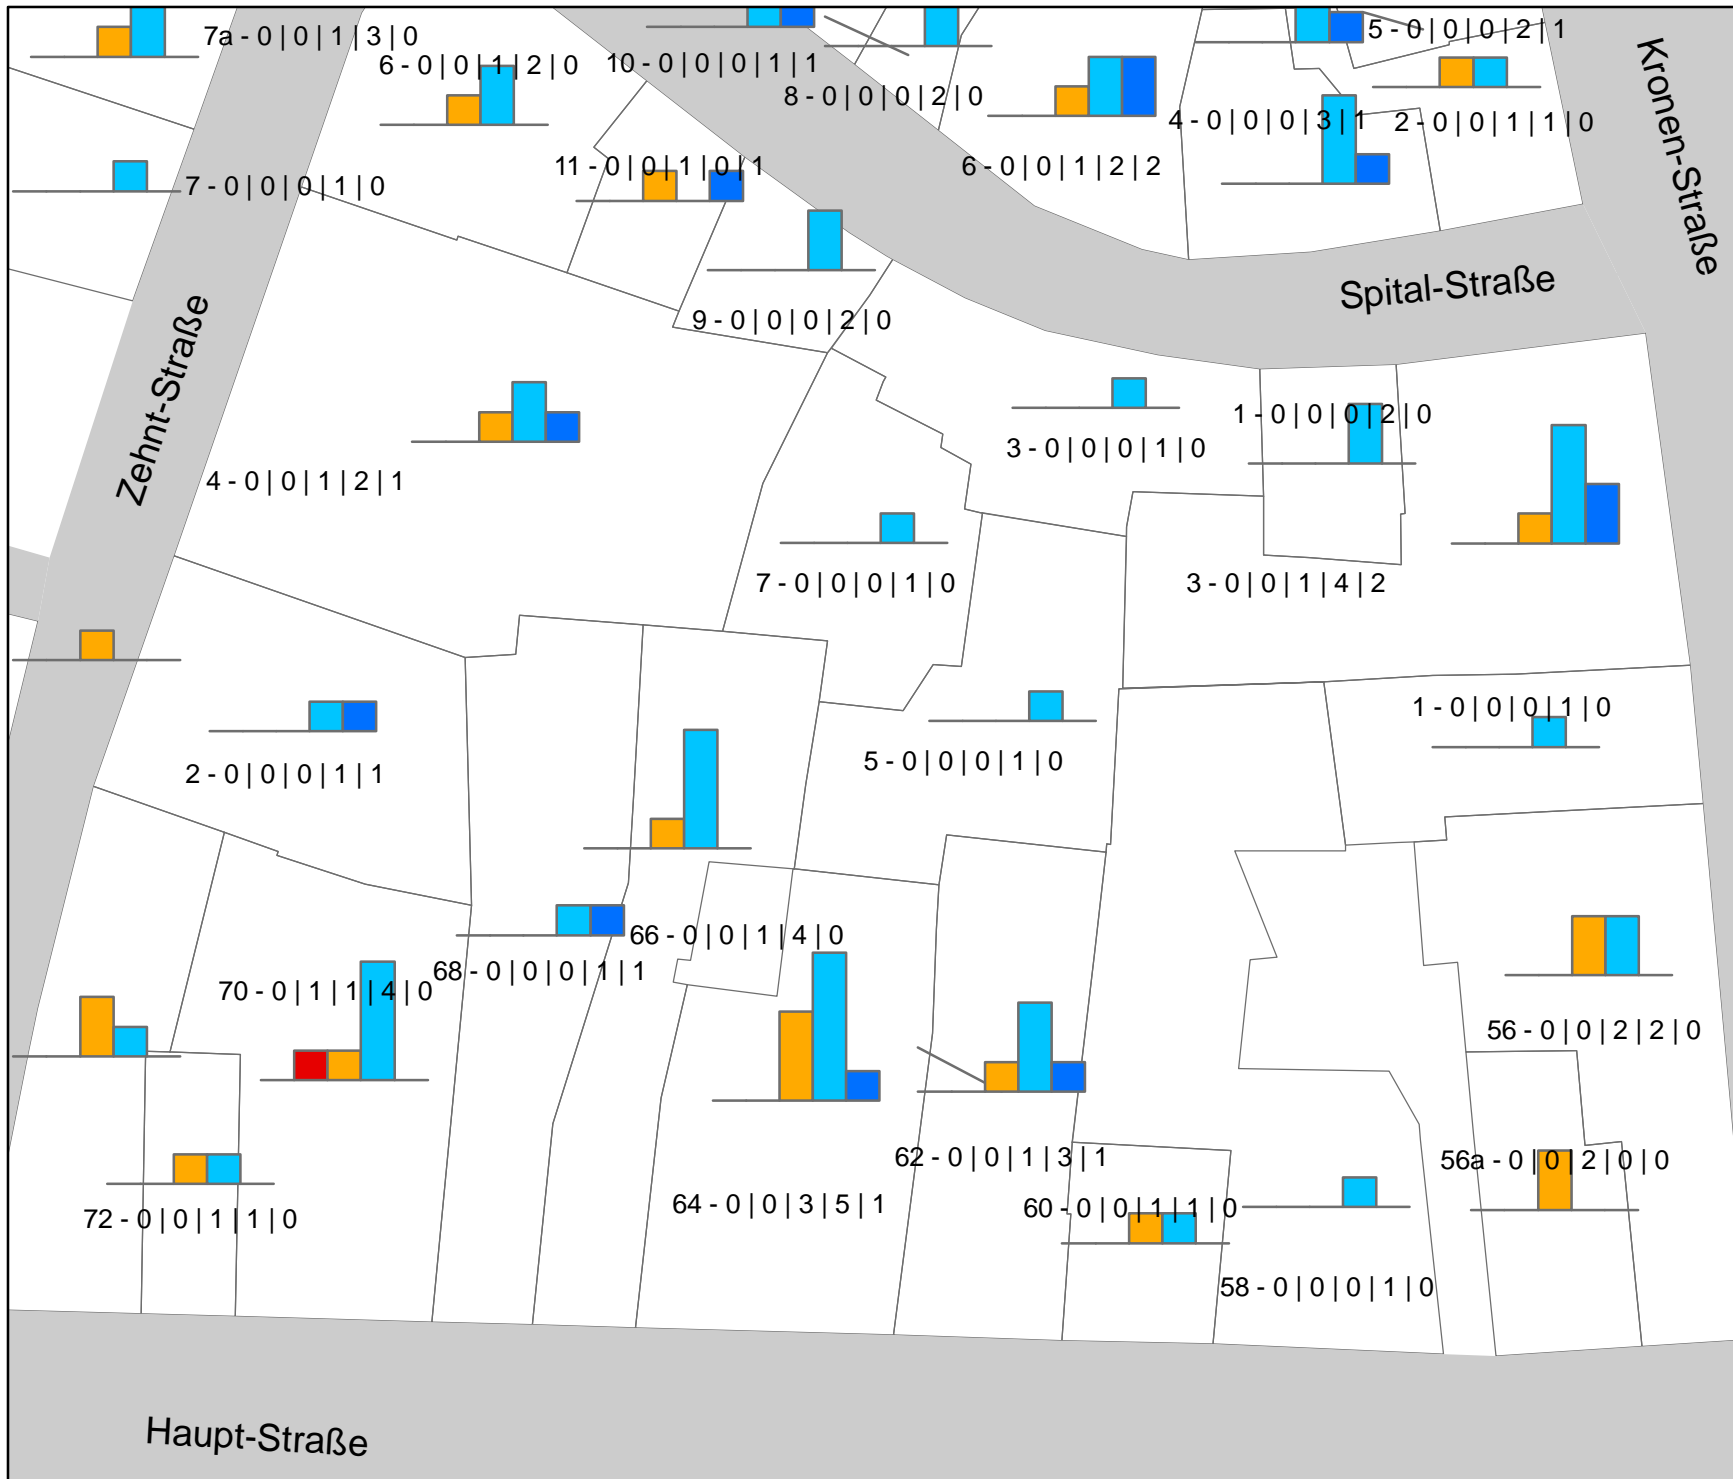 5 - 0 | 0 | 0 | 2 | 1
7a - 0 | 0 | 1 | 3 | 0
6 - 0 | 0 | 1 | 2 | 0
10 - 0 | 0 | 0 | 1 | 1
8 - 0 | 0 | 0 | 2 | 0
4 - 0 | 0 | 0 | 3 | 1
2 - 0 | 0 | 1 | 1 | 0
Kronen-Straße
11 - 0 | 0 | 1 | 0 | 1
6 - 0 | 0 | 1 | 2 | 2
7 - 0 | 0 | 0 | 1 | 0
Spital-Straße
9 - 0 | 0 | 0 | 2 | 0
Zehnt-Straße
1 - 0 | 0 | 0 | 2 | 0
3 - 0 | 0 | 0 | 1 | 0
4 - 0 | 0 | 1 | 2 | 1
7 - 0 | 0 | 0 | 1 | 0
3 - 0 | 0 | 1 | 4 | 2
1 - 0 | 0 | 0 | 1 | 0
5 - 0 | 0 | 0 | 1 | 0
2 - 0 | 0 | 0 | 1 | 1
66 - 0 | 0 | 1 | 4 | 0
68 - 0 | 0 | 0 | 1 | 1
70 - 0 | 1 | 1 | 4 | 0
56 - 0 | 0 | 2 | 2 | 0
62 - 0 | 0 | 1 | 3 | 1
56a - 0 | 0 | 2 | 0 | 0
64 - 0 | 0 | 3 | 5 | 1
60 - 0 | 0 | 1 | 1 | 0
72 - 0 | 0 | 1 | 1 | 0
58 - 0 | 0 | 0 | 1 | 0
Haupt-Straße